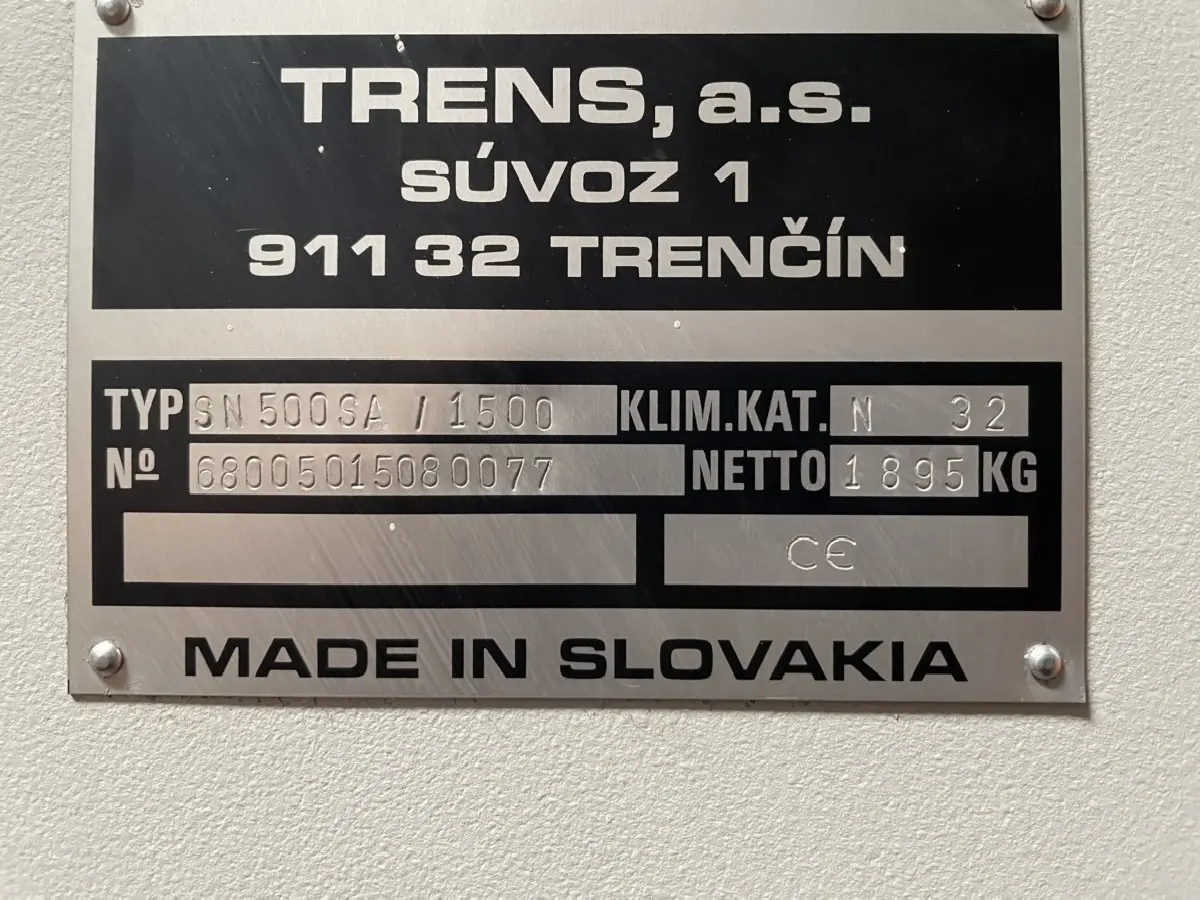 TRENS, a.s.
SÚVOZ 1
911 32 TRENČÍN
TYP SN 500SA / 1500 KLIM.KAT. N 32
Nº 68005015080077 NETTO 1895 KG
CE
MADE IN SLOVAKIA